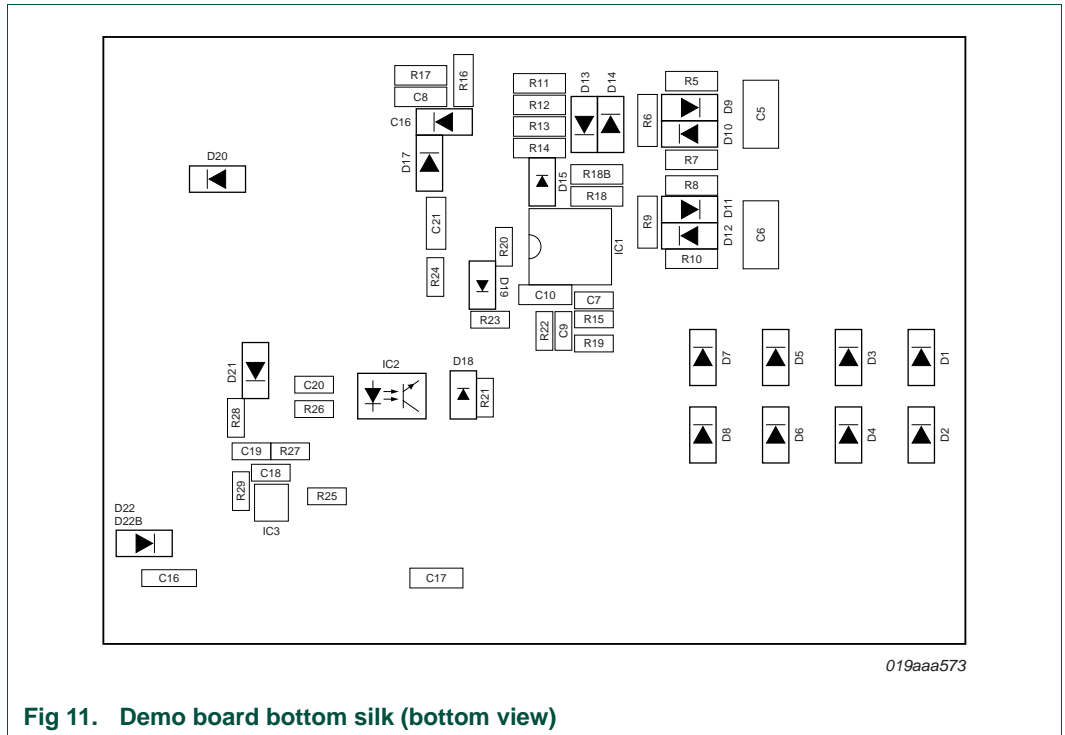 R17
R16
C8
C16
D17
D20
R11
R12
R13
R14
D13
D14
R5
R6
D9
D10
C5
R7
D15
R18B
R18
R8
R9
D11
D12
C6
R10
C21
R20
IC1
R24
D19
C10
C7
R23
R22
C9
R15
R19
D7
D5
D3
D1
D21
C20
IC2
D18
R21
R28
R26
D8
D6
D4
D2
C19
R27
C18
R29
R25
IC3
D22
D22B
C16
C17
019aaa573
Fig 11. Demo board bottom silk (bottom view)